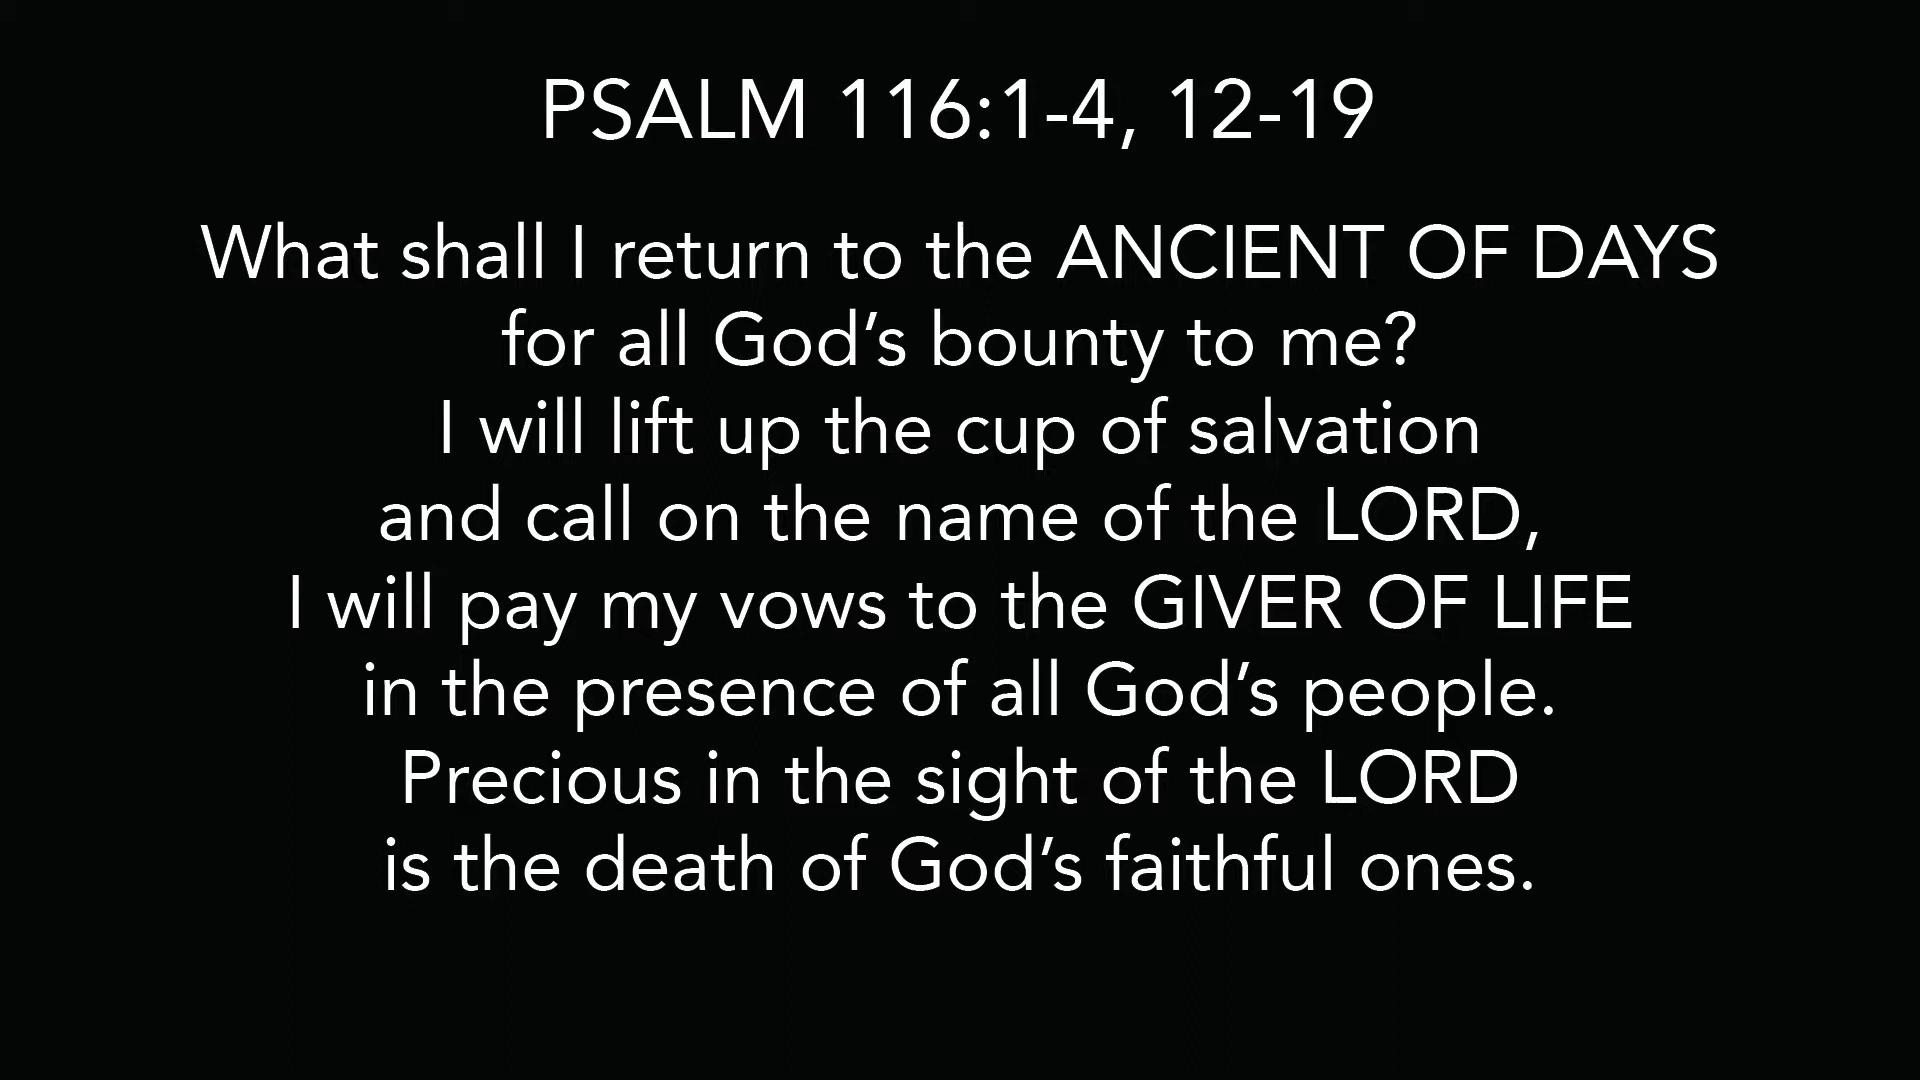 PSALM 116:1-4, 12-19
What shall I return to the ANCIENT OF DAYS
for all God’s bounty to me?
I will lift up the cup of salvation
and call on the name of the LORD,
I will pay my vows to the GIVER OF LIFE
in the presence of all God’s people.
Precious in the sight of the LORD
is the death of God’s faithful ones.